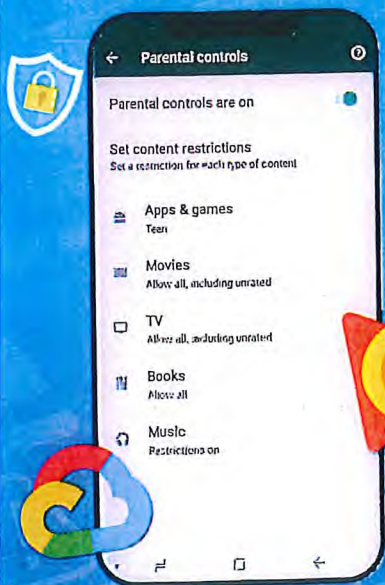 Parental controls
Parental controls are on
Set content restrictions
Set a restriction for each type of content
Apps & games
Teen
Movies
Allow all, including unrated
TV
Allow all, including unrated
Books
Allow all
Music
Restrictions on